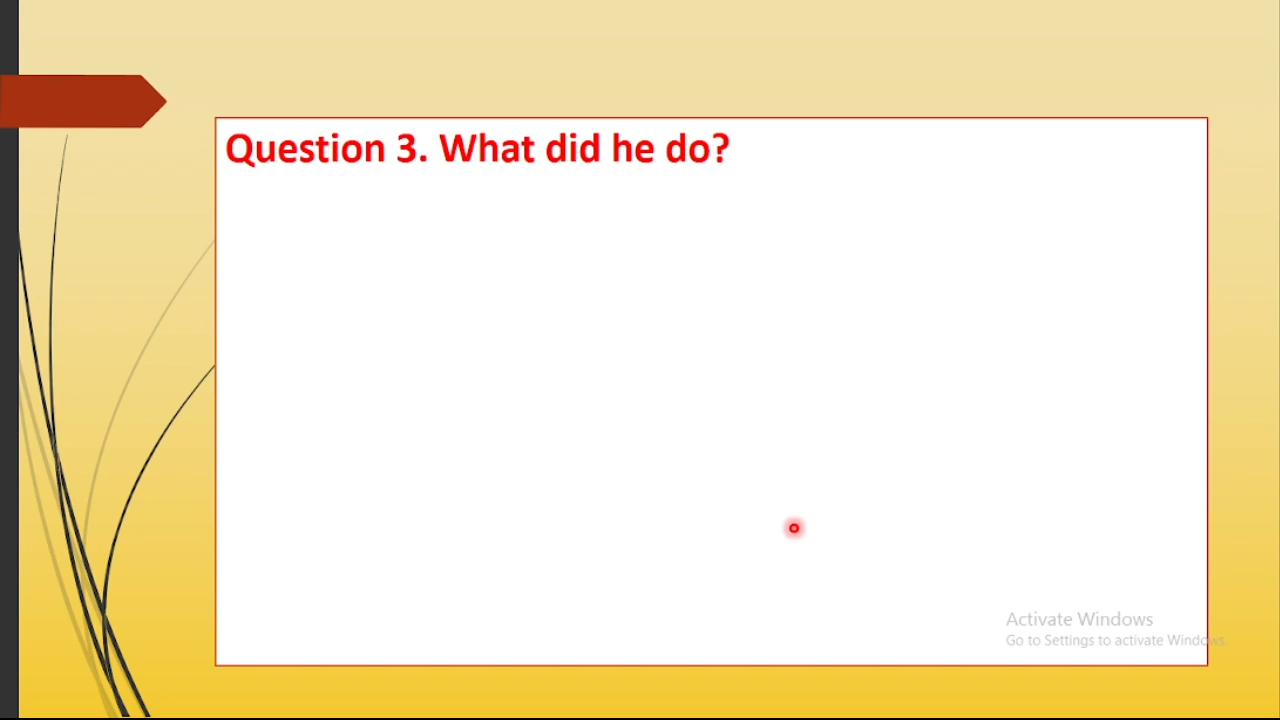 Question 3. What did he do?
Activate Windows
Go to Settings to activate Windows.